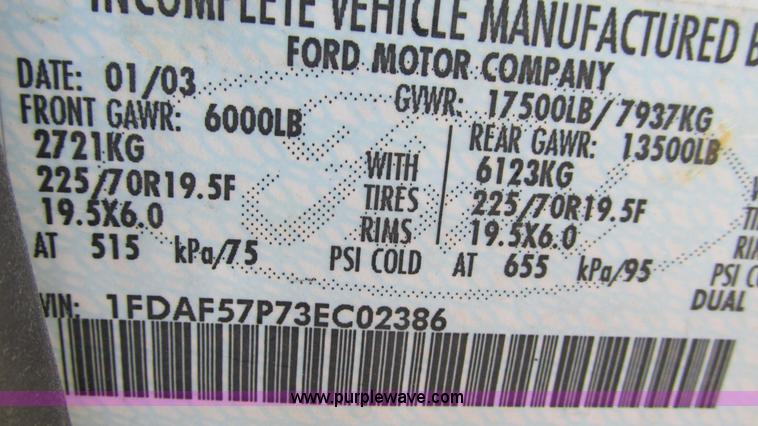 INCOMPLETE VEHICLE MANUFACTURED
FORD MOTOR COMPANY
DATE: 01/03
GVWR: 17500LB/7937KG
FRONT GAWR: 6000LB
REAR GAWR: 13500LB
2721KG WITH 6123KG
225/70R19.5F TIRES 225/70R19.5F
19.5X6.0 RIMS 19.5X6.0
AT 515 kPa/75 PSI COLD AT 655 kPa/95 PSI C
DUAL
VIN: 1FDAF57P73EC02386
www.purplewave.com